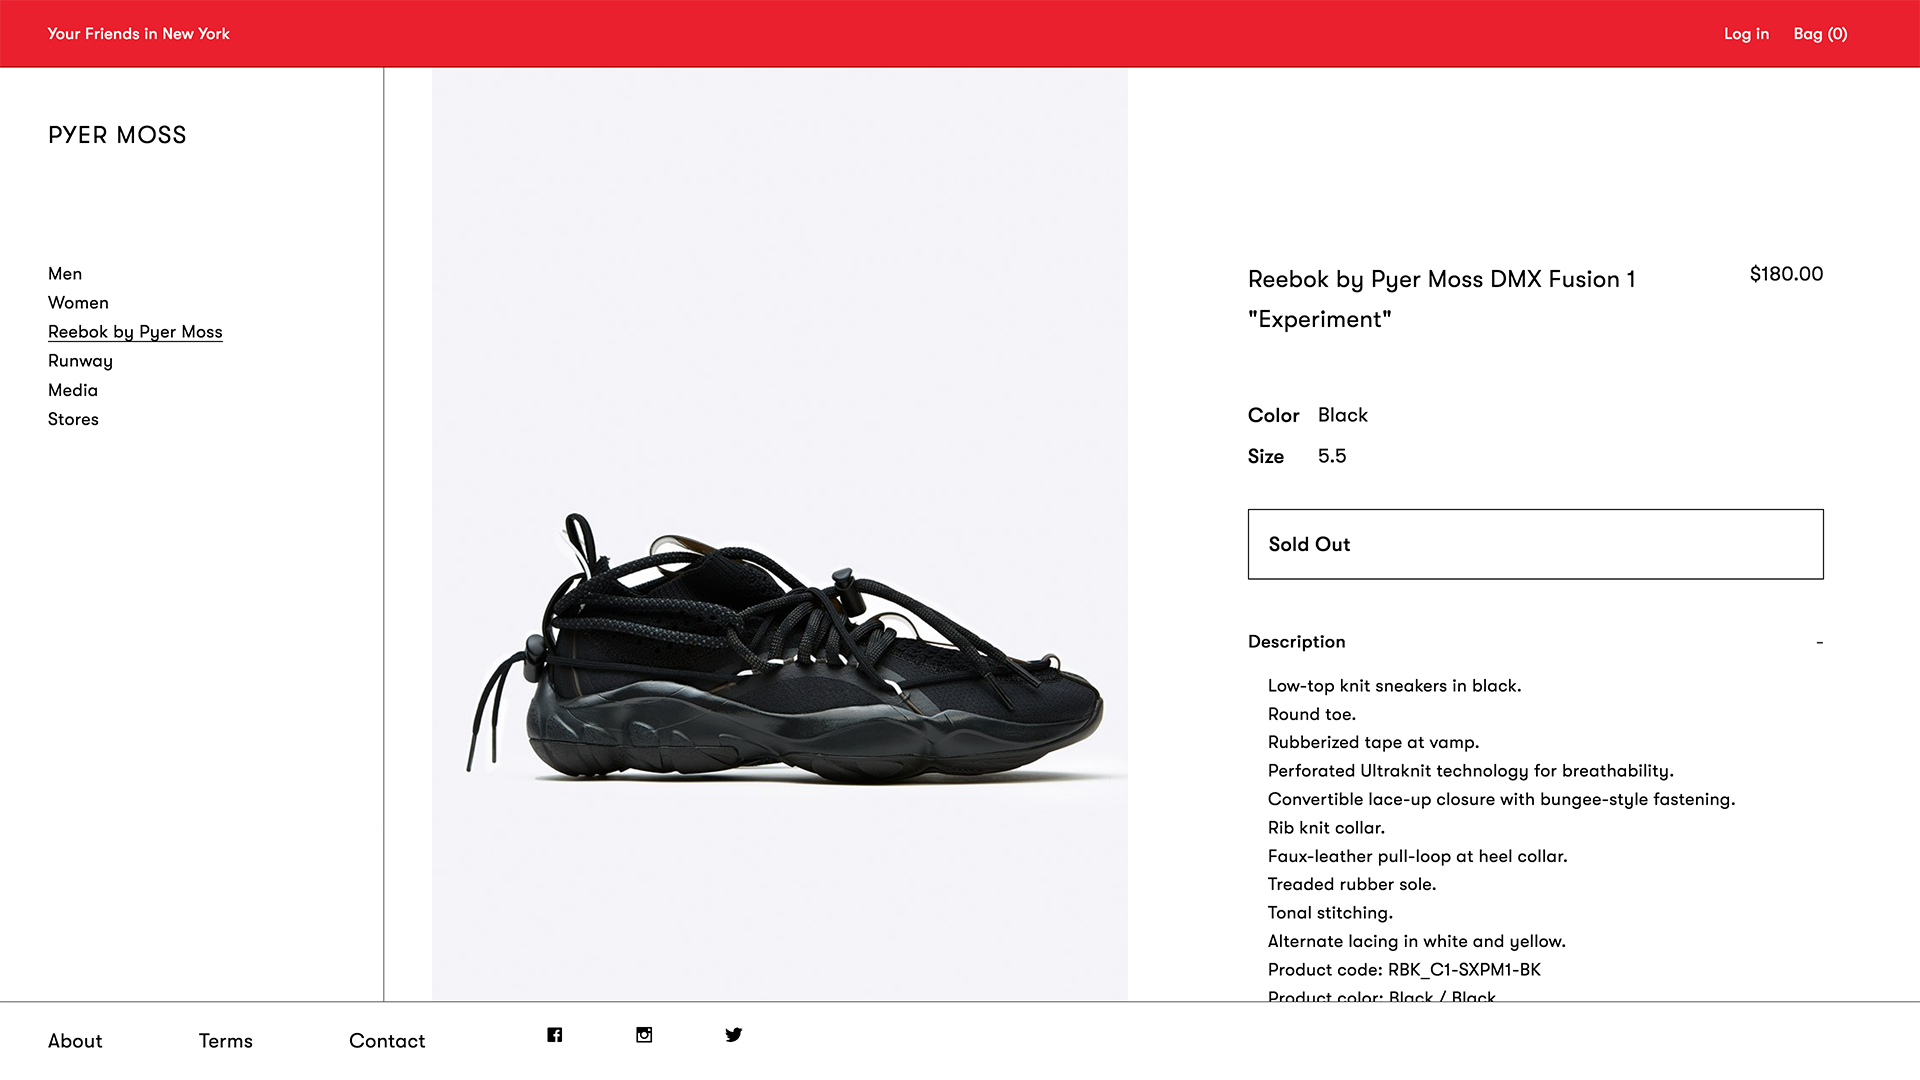 Your Friends in New York
Log in
Bag (0)
PYER MOSS
Men
Women
Reebok by Pyer Moss
Runway
Media
Stores
Reebok by Pyer Moss DMX Fusion 1
"Experiment"
$180.00
Color Black
Size 5.5
Sold Out
Description -
Low-top knit sneakers in black.
Round toe.
Rubberized tape at vamp.
Perforated Ultraknit technology for breathability.
Convertible lace-up closure with bungee-style fastening.
Rib knit collar.
Faux-leather pull-loop at heel collar.
Treaded rubber sole.
Tonal stitching.
Alternate lacing in white and yellow.
Product code: RBK_C1-SXPM1-BK
Product color: Black / Black
About
Terms
Contact